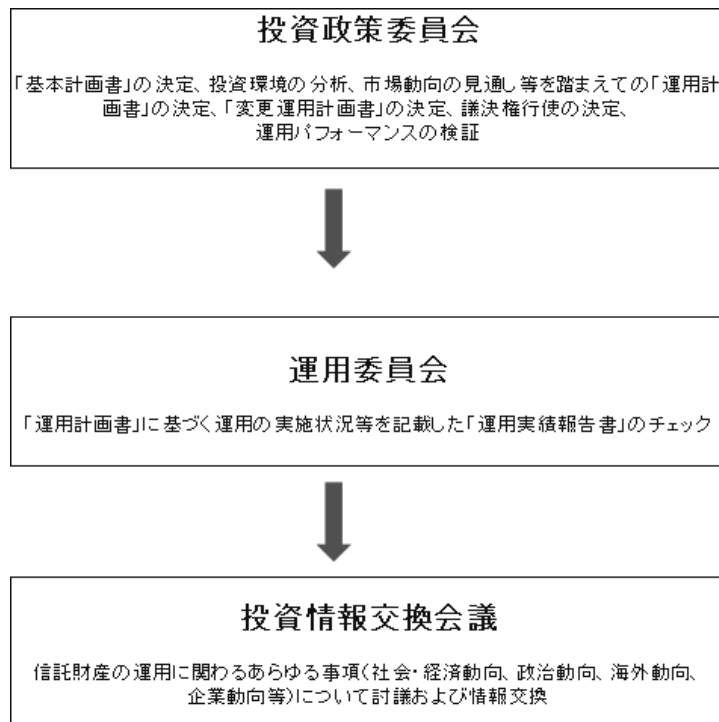 投資政策委員会
「基本計画書」の決定、投資環境の分析、市場動向の見通し等を踏まえての「運用計
画書」の決定、「変更運用計画書」の決定、議決権行使の決定、
運用パフォーマンスの検証
運用委員会
「運用計画書」に基づく運用の実施状況等を記載した「運用実績報告書」のチェック
投資情報交換会議
信託財産の運用に関わるあらゆる事項(社会・経済動向、政治動向、海外動向、
企業動向等)について討議および情報交換